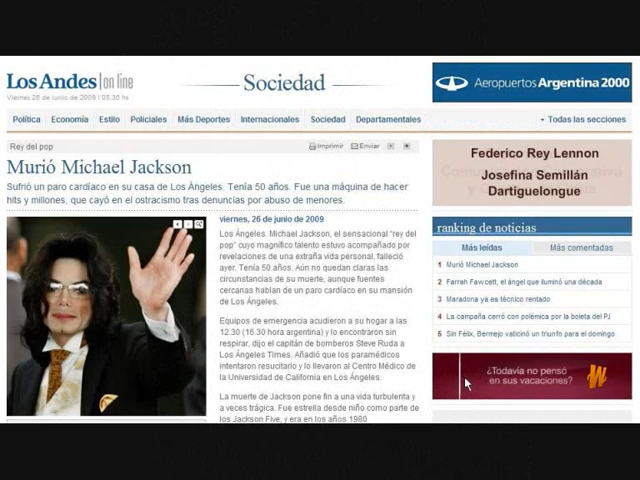 Los Andes | on line
Viernes 26 de junio de 2009 | 05:36 hs
Sociedad
Aeropuertos Argentina 2000
Política Economía Estilo Policiales Más Deportes Internacionales Sociedad Departamentales Todas las secciones
Rey del pop
Imprimir Enviar
Murió Michael Jackson
Sufrió un paro cardíaco en su casa de Los Ángeles. Tenía 50 años. Fue una máquina de hacer
hits y millones, que cayó en el ostracismo tras denuncias por abuso de menores.
viernes, 26 de junio de 2009
Los Ángeles. Michael Jackson, el sensacional "rey del
pop" cuyo magnífico talento estuvo acompañado por
revelaciones de una extraña vida personal, falleció
ayer. Tenía 50 años. Aún no quedan claras las
circunstancias de su muerte, aunque fuentes
cercanas hablan de un paro cardíaco en su mansión
de Los Ángeles.
Equipos de emergencia acudieron a su hogar a las
12.30 (16.30 hora argentina) y lo encontraron sin
respirar, dijo el capitán de bomberos Steve Ruda a
Los Ángeles Times. Añadió que los paramédicos
intentaron resucitarlo y lo llevaron al Centro Médico de
la Universidad de California en Los Ángeles.
La muerte de Jackson pone fin a una vida turbulenta y
a veces trágica. Fue estrella desde niño como parte de
los Jackson Five, y era en los años 1980
Federico Rey Lennon
Josefina Semillán
Dartiguelongue
ranking de noticias
Más leídas Más comentadas
1 Murió Michael Jackson
2 Farrah Fawcett, el ángel que iluminó una década
3 Maradona ya es técnico rentado
4 La campaña cerró con polémica por la boleta del PJ
5 Sin Félix, Bermejo vaticinó un triunfo para el domingo
¿Todavía no pensó
en sus vacaciones?